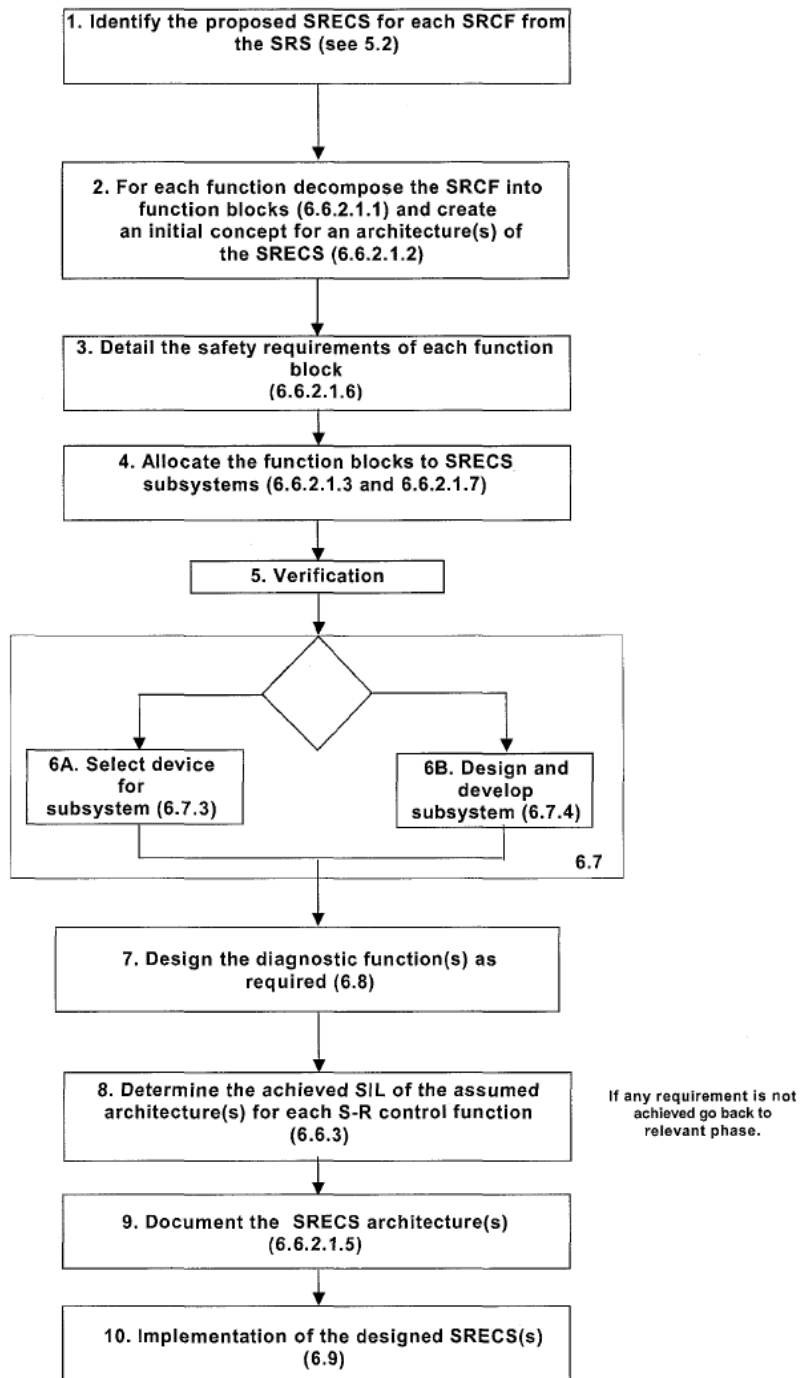 1. Identify the proposed SRECS for each SRCF from
the SRS (see 5.2)
2. For each function decompose the SRCF into
function blocks (6.6.2.1.1) and create
an initial concept for an architecture(s) of
the SRECS (6.6.2.1.2)
3. Detail the safety requirements of each function
block
(6.6.2.1.6)
4. Allocate the function blocks to SRECS
subsystems (6.6.2.1.3 and 6.6.2.1.7)
5. Verification
6A. Select device
for
subsystem (6.7.3)
6B. Design and
develop
subsystem (6.7.4)
6.7
7. Design the diagnostic function(s) as
required (6.8)
8. Determine the achieved SIL of the assumed
architecture(s) for each S-R control function
(6.6.3)
If any requirement is not
achieved go back to
relevant phase.
9. Document the SRECS architecture(s)
(6.6.2.1.5)
10. Implementation of the designed SRECS(s)
(6.9)